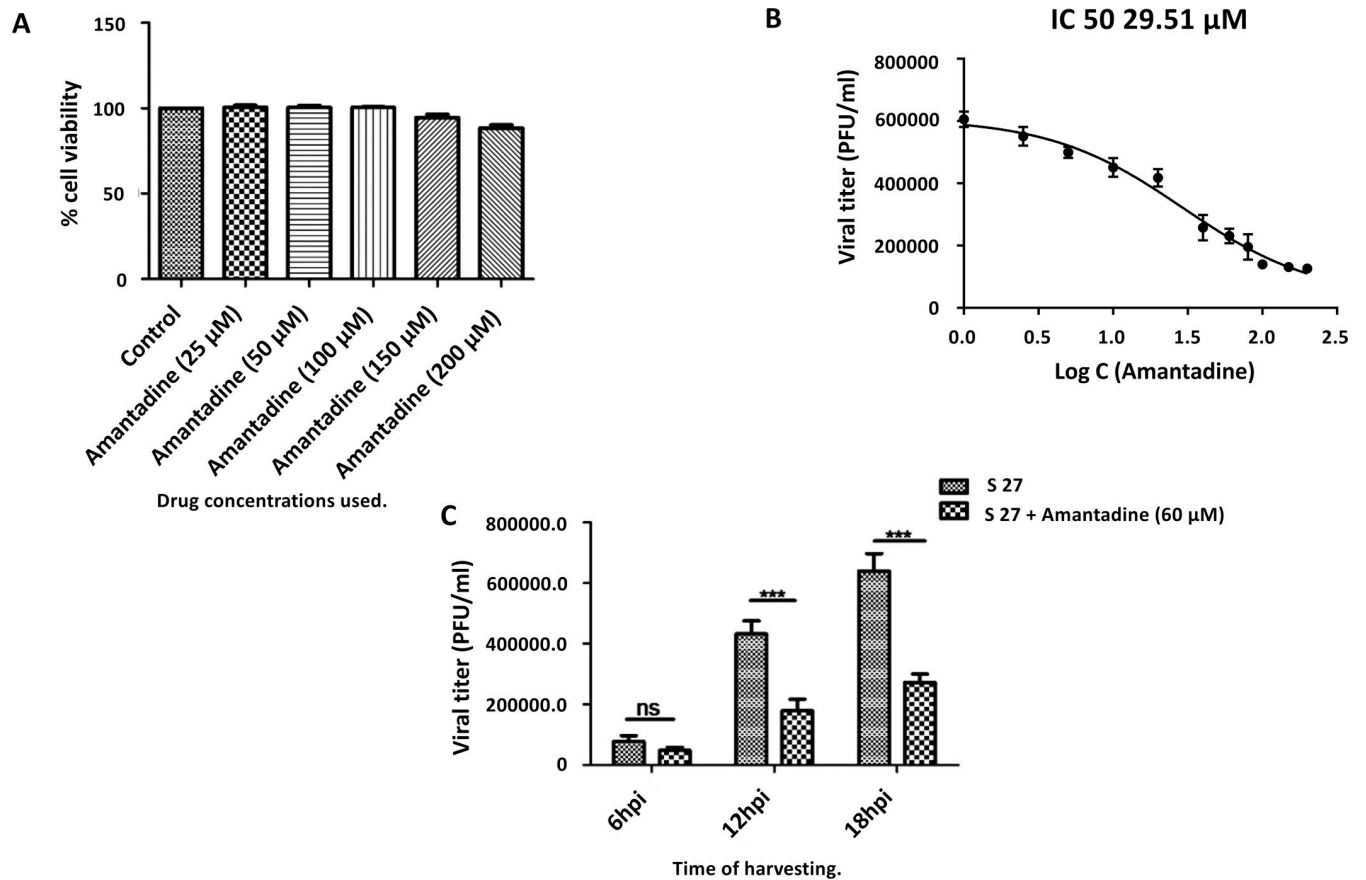 A
150
100
50
0
% cell viability
Control
Amantadine (25 µM)
Amantadine (50 µM)
Amantadine (100 µM)
Amantadine (150 µM)
Amantadine (200 µM)
Drug concentrations used.
B
IC 50 29.51 µM
800000
600000
400000
200000
0
Viral titer (PFU/ml)
0.0 0.5 1.0 1.5 2.0 2.5
Log C (Amantadine)
C
S 27
S 27 + Amantadine (60 µM)
800000.0
600000.0
400000.0
200000.0
0
Viral titer (PFU/ml)
ns
***
***
6hpi
12hpi
18hpi
Time of harvesting.